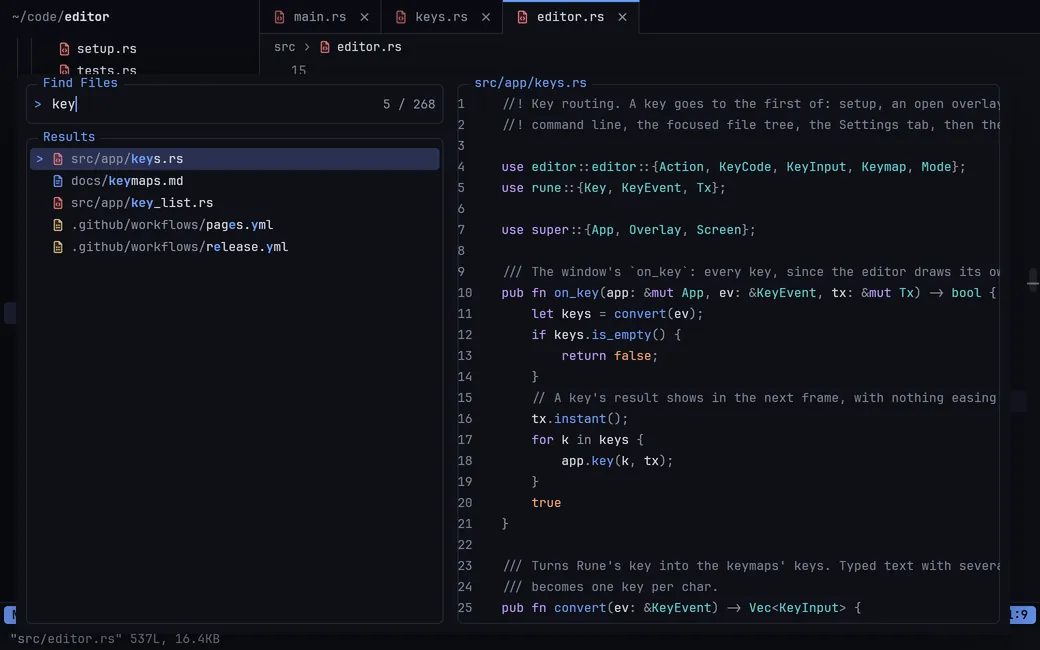 ~/code/editor
main.rs
keys.rs
editor.rs
setup.rs
tests.rs
src > editor.rs
15
Find Files
> key 5 / 268
Results
> src/app/keys.rs
docs/keymaps.md
src/app/key_list.rs
.github/workflows/pages.yml
.github/workflows/release.yml
src/app/keys.rs
1 //! Key routing. A key goes to the first of: setup, an open overlay
2 //! command line, the focused file tree, the Settings tab, then the
3
4 use editor::editor::{Action, KeyCode, KeyInput, Keymap, Mode};
5 use rune::{Key, KeyEvent, Tx};
6
7 use super::{App, Overlay, Screen};
8
9 /// The window's `on_key`: every key, since the editor draws its ow
10 pub fn on_key(app: &mut App, ev: &KeyEvent, tx: &mut Tx) -> bool {
11 let keys = convert(ev);
12 if keys.is_empty() {
13 return false;
14 }
15 // A key's result shows in the next frame, with nothing easing
16 tx.instant();
17 for k in keys {
18 app.key(k, tx);
19 }
20 true
21 }
22
23 /// Turns Rune's key into the keymaps' keys. Typed text with severa
24 /// becomes one key per char.
25 pub fn convert(ev: &KeyEvent) -> Vec<KeyInput> {
:9
"src/editor.rs" 537L, 16.4KB